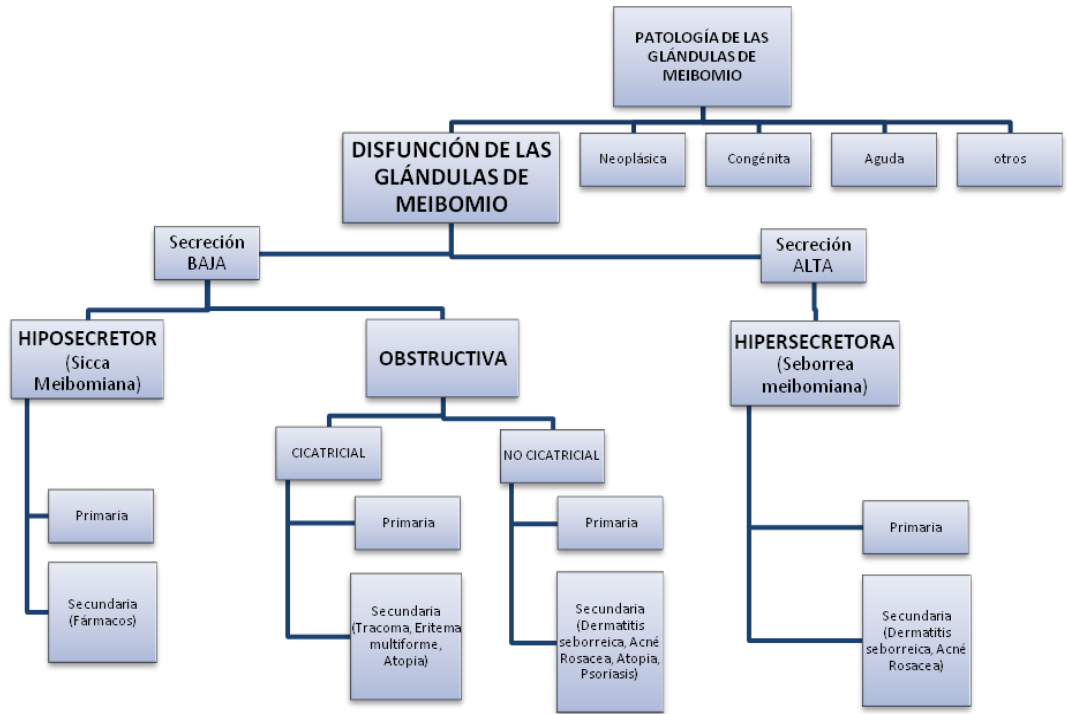 PATOLOGÍA DE LAS
GLÁNDULAS DE
MEIBOMIO
DISFUNCIÓN DE LAS
GLÁNDULAS DE
MEIBOMIO
Neoplásica
Congénita
Aguda
otros
Secreción
BAJA
Secreción
ALTA
HIPOSECRETOR
(Sicca
Meibomiana)
OBSTRUCTIVA
HIPERSECRETORA
(Seborrea
meibomiana)
CICATRICIAL
NO CICATRICIAL
Primaria
Primaria
Primaria
Primaria
Secundaria
(Fármacos)
Secundaria
(Tracoma, Eritema
multiforme,
Atopia)
Secundaria
(Dermatitis
seborreica, Acné
Rosacea, Atopia,
Psoriasis)
Secundaria
(Dermatitis
seborreica, Acné
Rosacea)